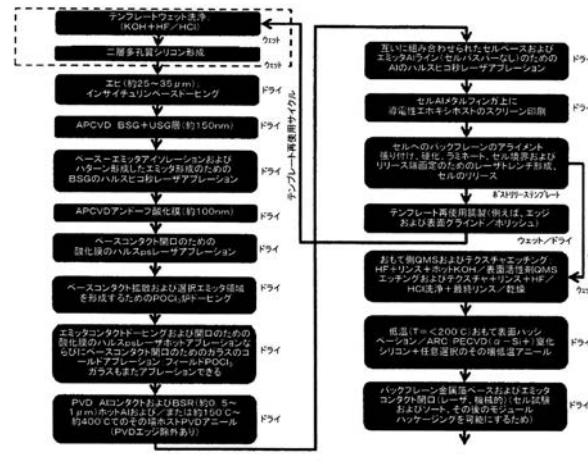 テンプレートウェット洗浄:
(KOH+HF/HCl)
ウェット
二層多孔質シリコン形成
ウェット
エピ(約25~35μm):
インサイチュリンベースドーピング
ドライ
APCVD BSG+USG層(約150nm)
ドライ
ベースーエミッタアイソレーションおよび
パターン形成したエミッタ形成のための
BSGのパルスピコ秒レーザアブレーション
ドライ
APCVDアンドープ酸化膜(約100nm)
ドライ
ベースコンタクト開口のための
酸化膜のパルスpsレーザアブレーション
ドライ
ベースコンタクト拡散および選択エミッタ領域
を形成するためのPOCl₃炉ドーピング
ドライ
エミッタコンタクトドーピングおよび開口のための
酸化膜のパルスpsレーザホットアブレーション
ならびにベースコンタクト開口のためのガラスのコ
ールドアブレーション フィールドPOCl₃
ガラスもまたアブレーションできる
ドライ
PVD AlコンタクトおよびBSR(約0.5~
1μm)ホットAlおよび/または約150℃~
約400℃でのその場ポストPVDアニール
(PVDエッジ除外あり)
ドライ
テンプレート再使用サイクル
互いに組み合わせられたセルベースおよび
エミッタAlライン(セルバスバーなし)のための
Alのパルスピコ秒レーザアブレーション
ドライ
セルAlメタルフィンガ上に
導電性エポキシポストのスクリーン印刷
ドライ
セルへのバックプレーンのアライメント
張り付け、硬化、ラミネート、セル境界および
リリース端画定のためのレーザトレンチ形成、
セルのリリース
ドライ
ポストリリーステンプレート
テンプレート再使用調製(例えば、エッジ
および表面グラインド/ポリッシュ)
ウェット/ドライ
おもて側QMSおよびテクスチャエッチング:
HF+リンス+ホットKOH/表面活性剤QMS
エッチングおよびテクスチャ+リンス+HF/
HCl洗浄+最終リンス/乾燥
ウェット
低温(T=<200C)おもて表面パッシ
ベーション/ARC PECVD(α-Si+)窒化
シリコン+任意選択のその場低温アニール
ドライ
バックプレーン金属箔ベースおよびエミッタ
コンタクト開口(レーザ、機械的)(セル試験
およびソート、その後のモジュール
パッケージングを可能にするため)
ドライ